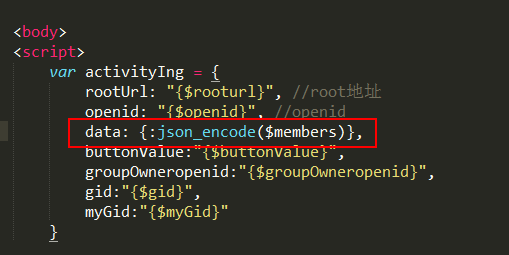 <body>
<script>
var activityIng = {
rootUrl: "{$rooturl}", //root地址
openid: "{$openid}", //openid
data: {:json_encode($members)},
buttonValue:"{$buttonValue}",
groupOwneropenid:"{$groupOwneropenid}",
gid:"{$gid}",
myGid:"{$myGid}"
}